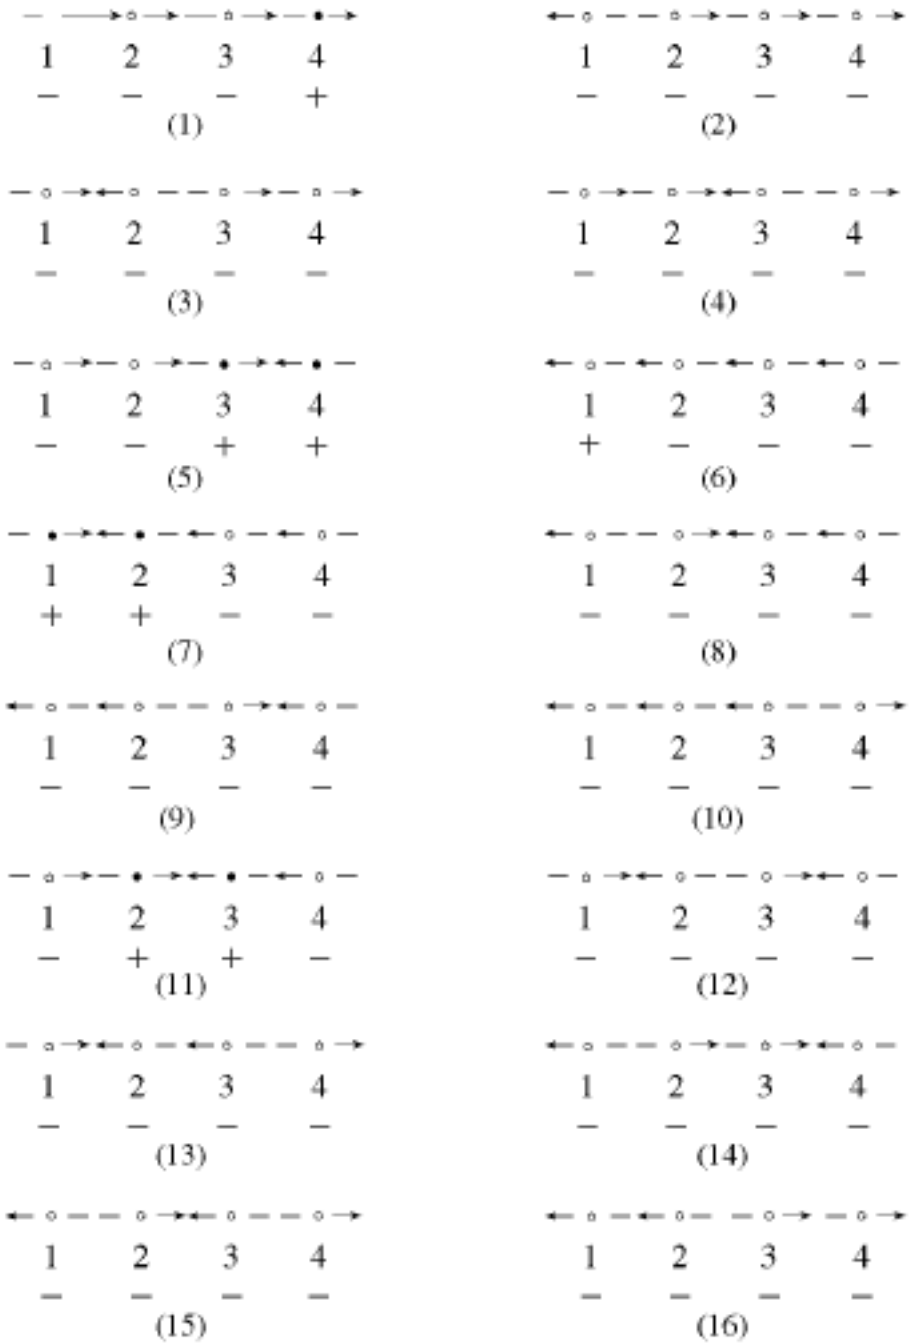 1 2 3 4 1 2 3 4
− − − + − − − −
(1) (2)
1 2 3 4 1 2 3 4
− − − − − − − −
(3) (4)
1 2 3 4 1 2 3 4
− − + + + − − −
(5) (6)
1 2 3 4 1 2 3 4
+ + − − − − − −
(7) (8)
1 2 3 4 1 2 3 4
− − − − − − − −
(9) (10)
1 2 3 4 1 2 3 4
− + + − − − − −
(11) (12)
1 2 3 4 1 2 3 4
− − − − − − − −
(13) (14)
1 2 3 4 1 2 3 4
− − − − − − − −
(15) (16)